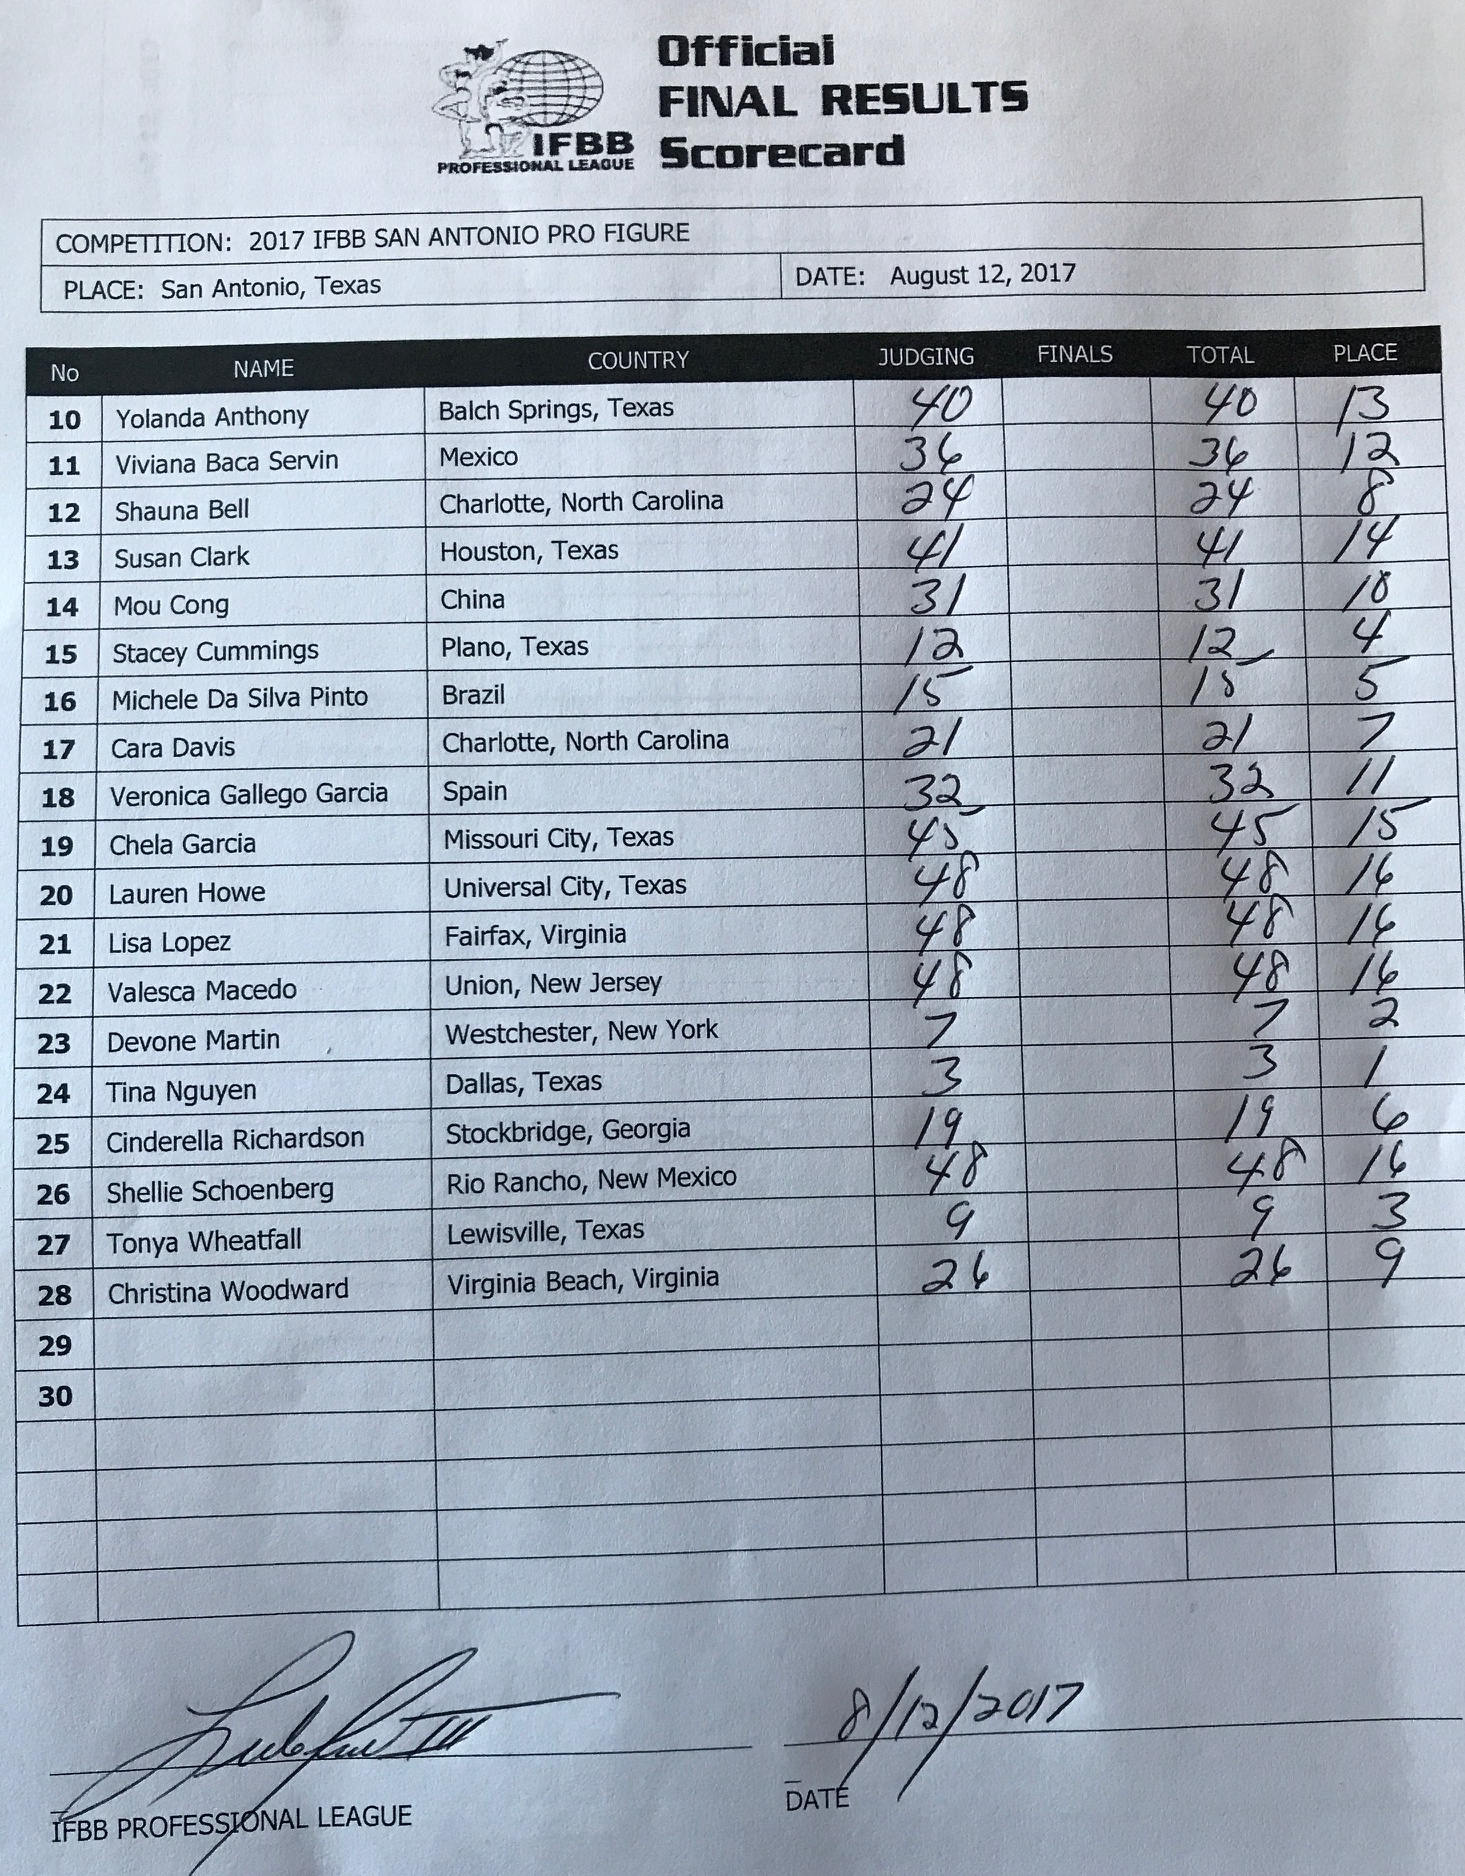 Official
FINAL RESULTS
Scorecard
IFBB
PROFESSIONAL LEAGUE
COMPETITION: 2017 IFBB SAN ANTONIO PRO FIGURE
PLACE: San Antonio, Texas DATE: August 12, 2017
No NAME COUNTRY JUDGING FINALS TOTAL PLACE
10 Yolanda Anthony Balch Springs, Texas 40 40 13
11 Viviana Baca Servin Mexico 36 36 12
12 Shauna Bell Charlotte, North Carolina 24 24 8
13 Susan Clark Houston, Texas 41 41 14
14 Mou Cong China 31 31 10
15 Stacey Cummings Plano, Texas 12 12 4
16 Michele Da Silva Pinto Brazil 15 15 5
17 Cara Davis Charlotte, North Carolina 21 21 7
18 Veronica Gallego Garcia Spain 32 32 11
19 Chela Garcia Missouri City, Texas 45 45 15
20 Lauren Howe Universal City, Texas 48 48 16
21 Lisa Lopez Fairfax, Virginia 48 48 16
22 Valesca Macedo Union, New Jersey 48 48 16
23 Devone Martin Westchester, New York 7 7 2
24 Tina Nguyen Dallas, Texas 3 3 1
25 Cinderella Richardson Stockbridge, Georgia 19 19 6
26 Shellie Schoenberg Rio Rancho, New Mexico 48 48 16
27 Tonya Wheatfall Lewisville, Texas 9 9 3
28 Christina Woodward Virginia Beach, Virginia 26 26 9
29
30
8/12/2017
IFBB PROFESSIONAL LEAGUE DATE